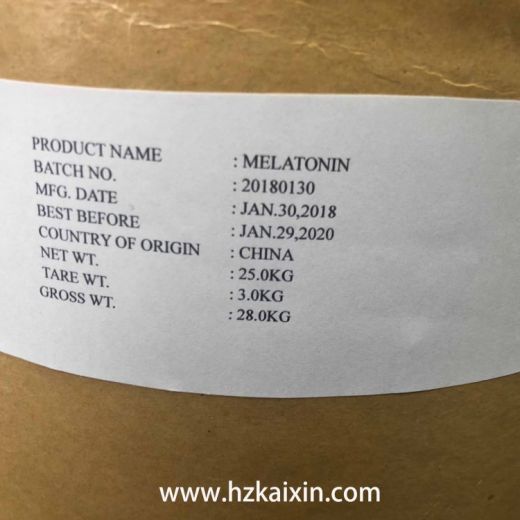 PRODUCT NAME : MELATONIN
BATCH NO. : 20180130
MFG. DATE : JAN.30,2018
BEST BEFORE : JAN.29,2020
COUNTRY OF ORIGIN : CHINA
NET WT. : 25.0KG
TARE WT. : 3.0KG
GROSS WT. : 28.0KG
www.hzkaixin.com